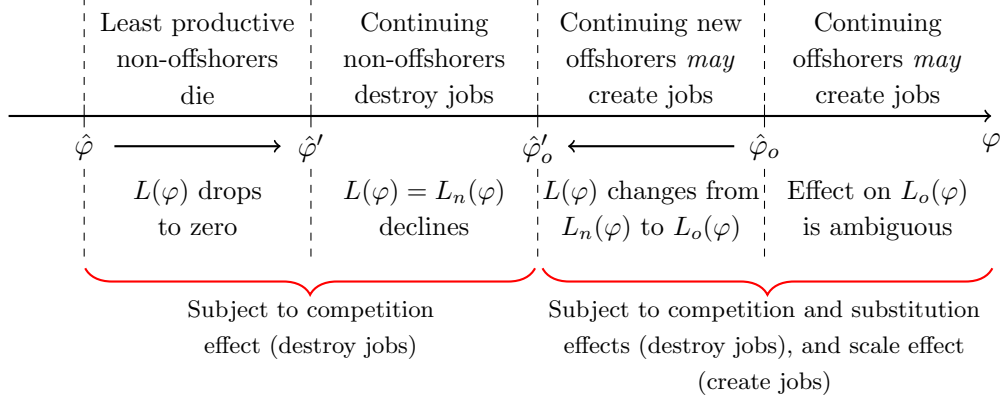 Least productive
non-offshorers
die
Continuing
non-offshorers
destroy jobs
Continuing new
offshorers may
create jobs
Continuing
offshorers may
create jobs
φ̂
φ̂′
φ̂′ₒ
φ̂ₒ
φ
L(φ) drops
to zero
L(φ) = Lₙ(φ)
declines
L(φ) changes from
Lₙ(φ) to Lₒ(φ)
Effect on Lₒ(φ)
is ambiguous
Subject to competition
effect (destroy jobs)
Subject to competition and substitution
effects (destroy jobs), and scale effect
(create jobs)